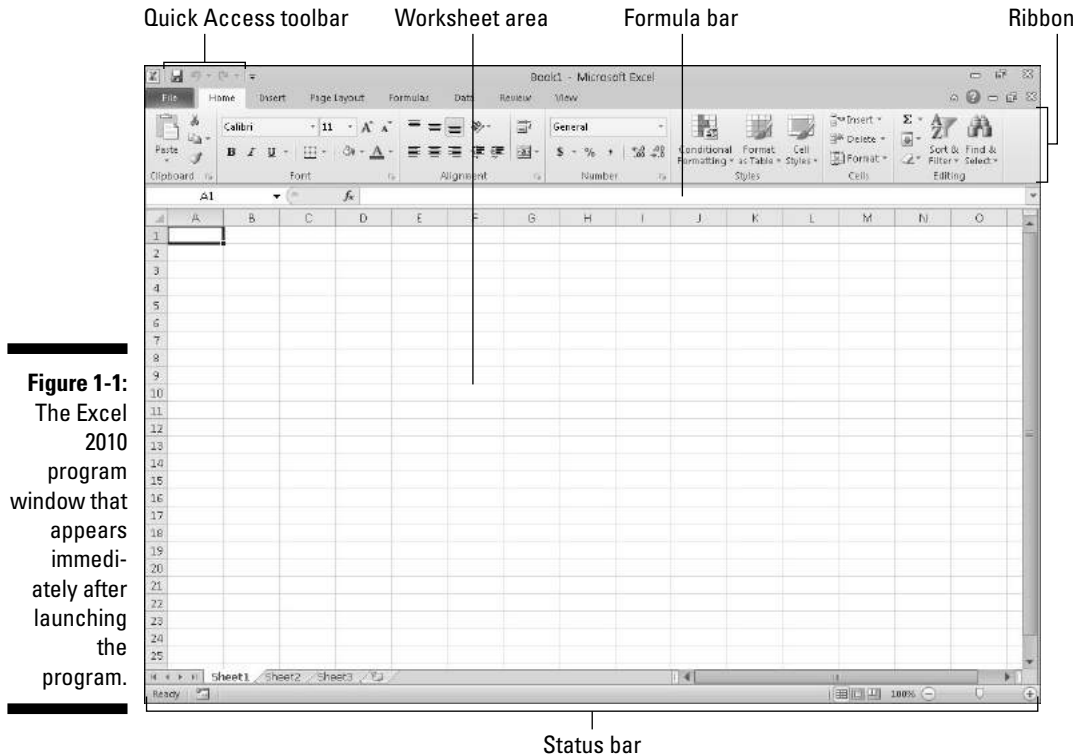 Quick Access toolbar Worksheet area Formula bar Ribbon
Book1 - Microsoft Excel
File Home Insert Page Layout Formulas Data Review View
Calibri 11 A A General Insert Σ
Paste B I U A $ % , Conditional Formatting Format as Table Cell Styles Delete Format Sort & Filter Find & Select
Clipboard Font Alignment Number Styles Cells Editing
A1 fx
A B C D E F G H I J K L M N O
1
2
3
4
5
6
7
8
9
10
11
12
13
14
15
16
17
18
19
20
21
22
23
24
25
Sheet1 Sheet2 Sheet3
Ready 100%
Status bar
Figure 1-1:
The Excel
2010
program
window that
appears
immedi-
ately after
launching
the
program.